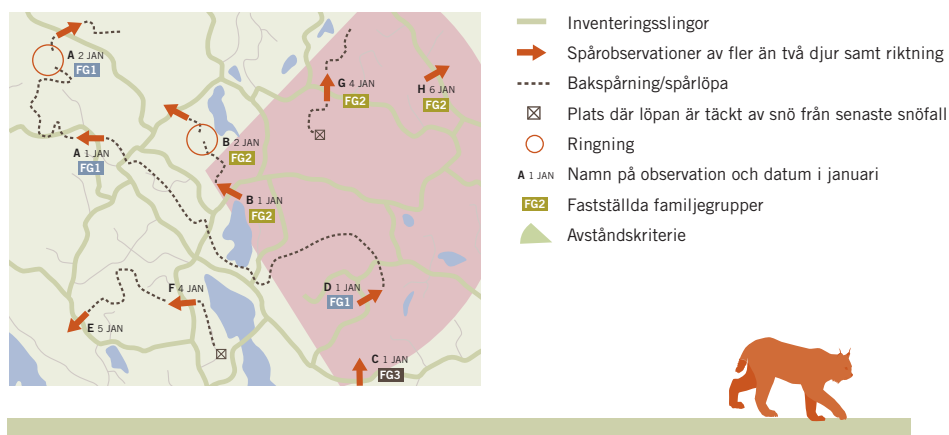 A 2 JAN
FG1
G 4 JAN
FG2
H 6 JAN
FG2
A 1 JAN
FG1
B 2 JAN
FG2
B 1 JAN
FG2
F 4 JAN
D 1 JAN
FG1
E 5 JAN
C 1 JAN
FG3
Inventeringsslingor
Spårobservationer av fler än två djur samt riktning
Bakspårning/spårlöpa
Plats där löpan är täckt av snö från senaste snöfall
Ringning
A 1 JAN Namn på observation och datum i januari
FG2 Fastställda familjegrupper
Avståndskriterie